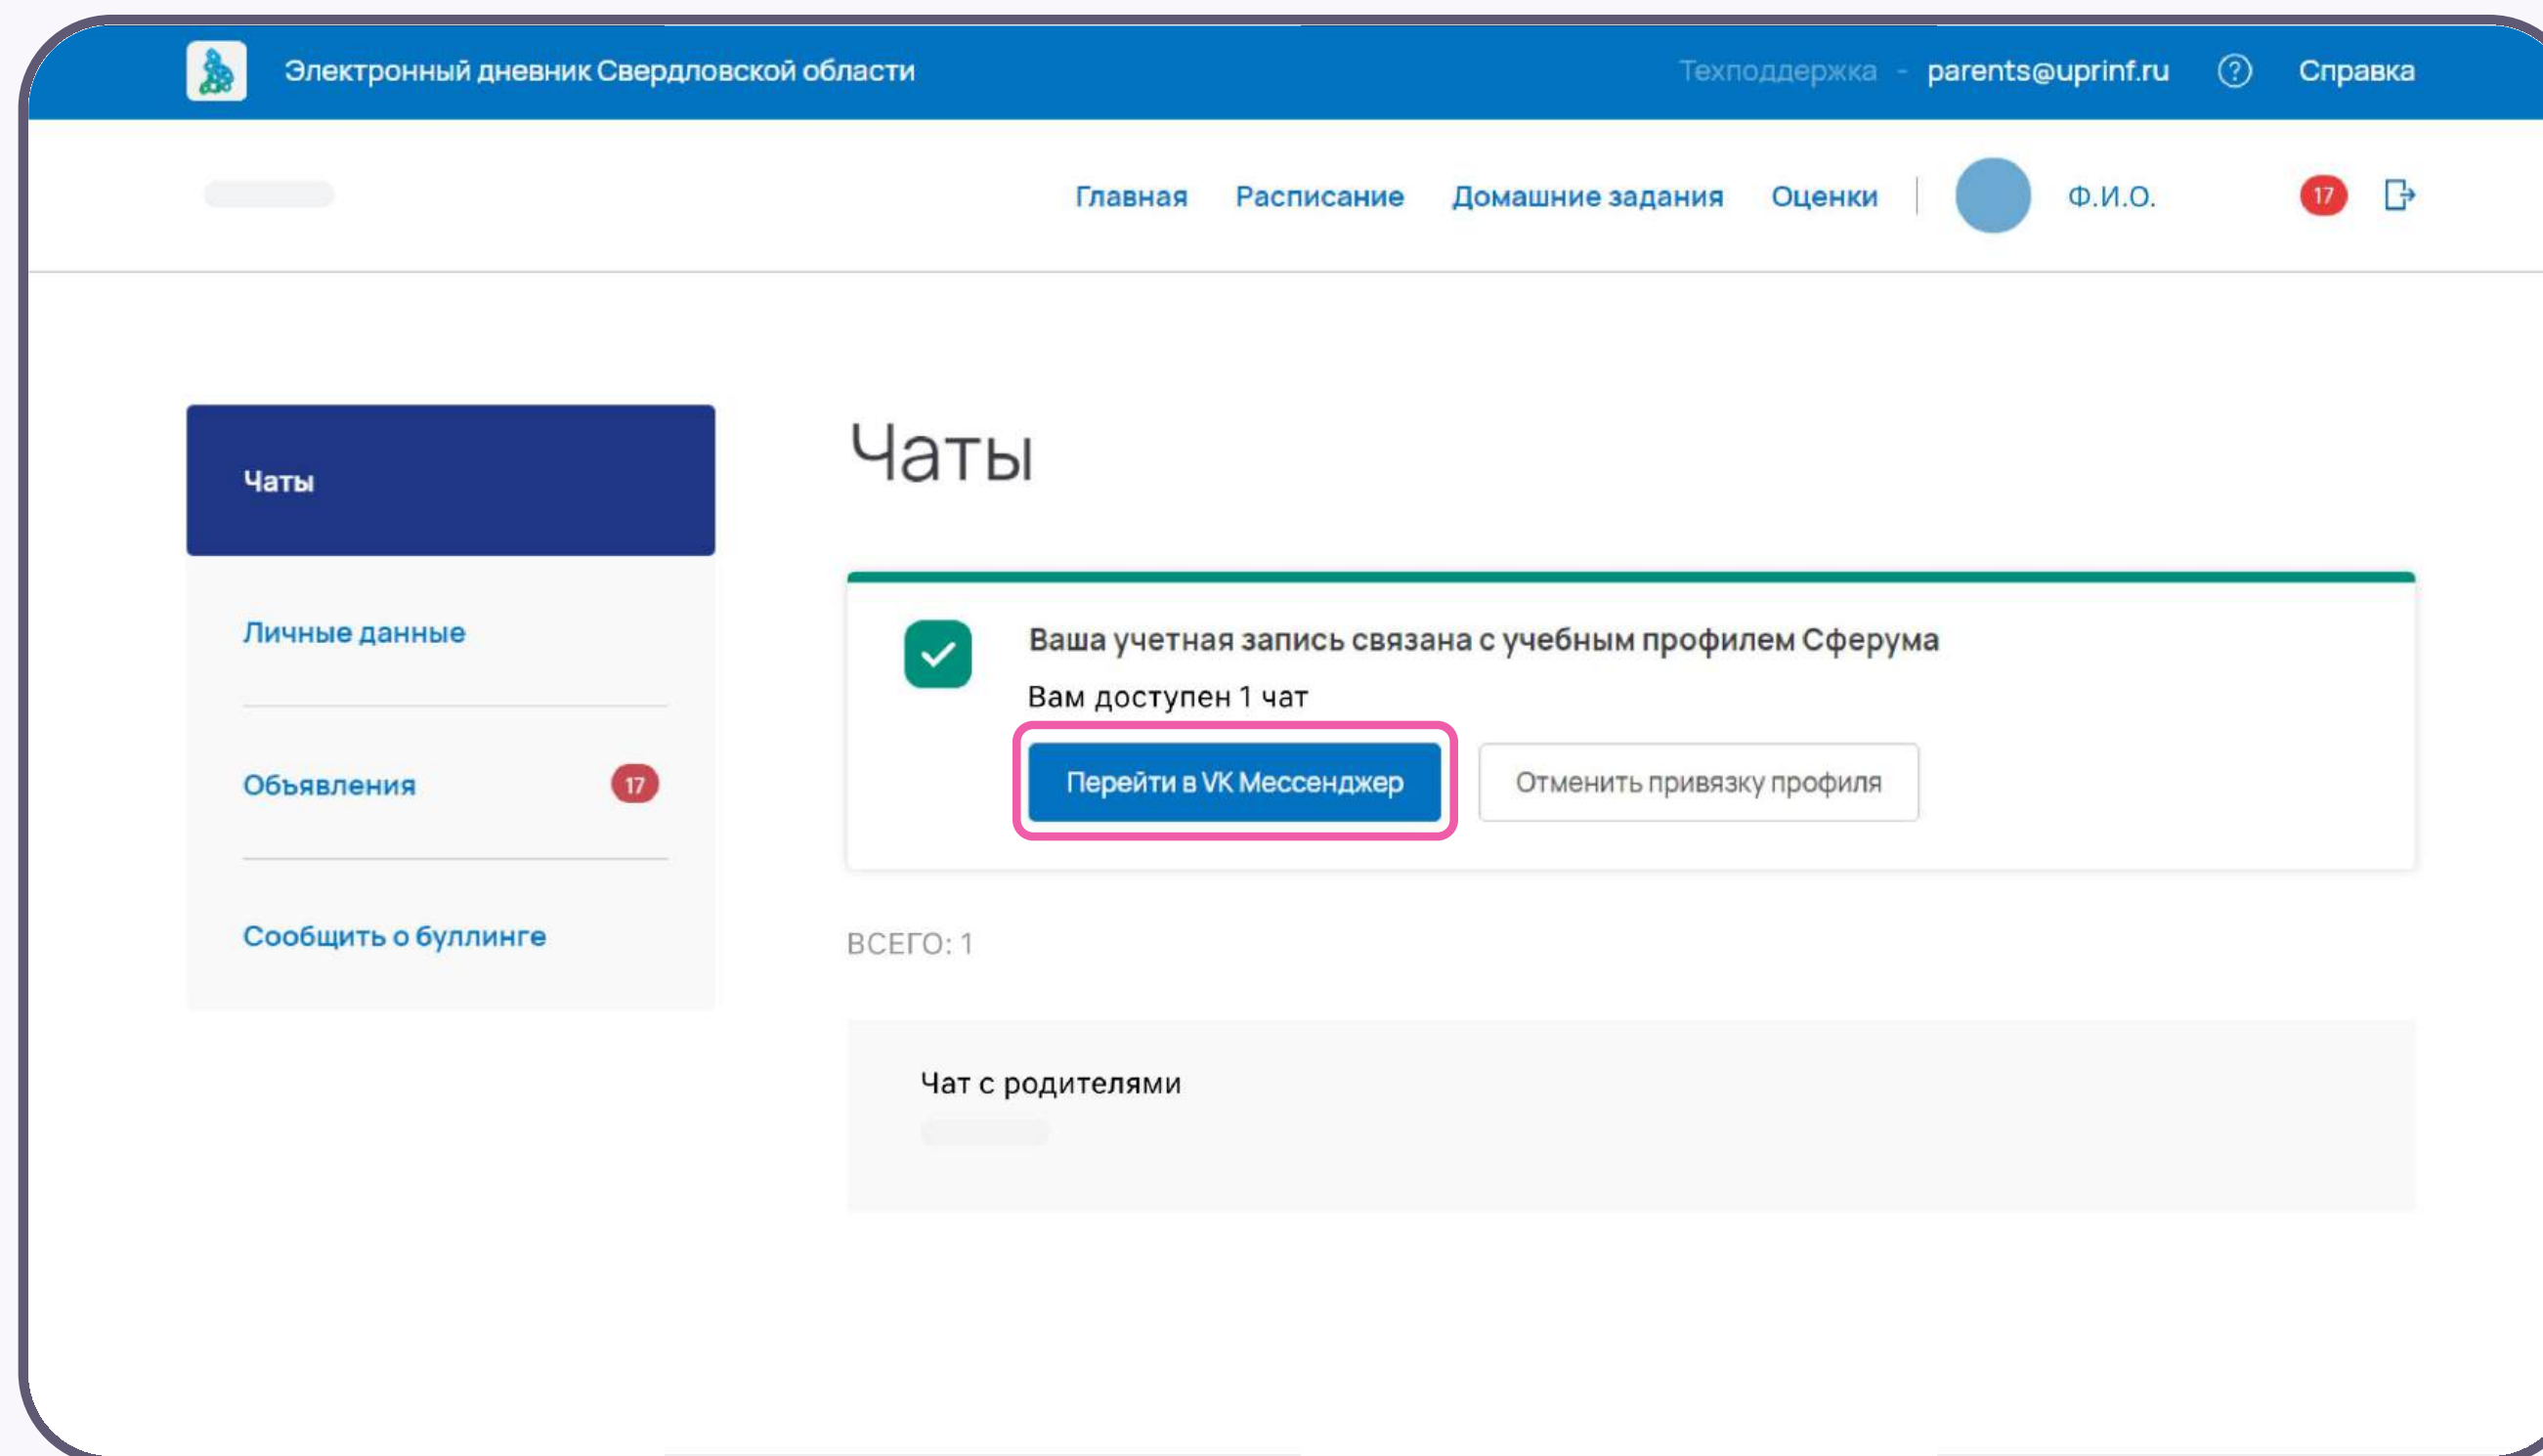 Электронный дневник Свердловской области
Техподдержка - parents@uprinf.ru ? Справка
Главная Расписание Домашние задания Оценки Ф.И.О. 17
Чаты
Личные данные
Объявления 17
Сообщить о буллинге
Чаты
Ваша учетная запись связана с учебным профилем Сферума
Вам доступен 1 чат
Перейти в VK Мессенджер Отменить привязку профиля
ВСЕГО: 1
Чат с родителями